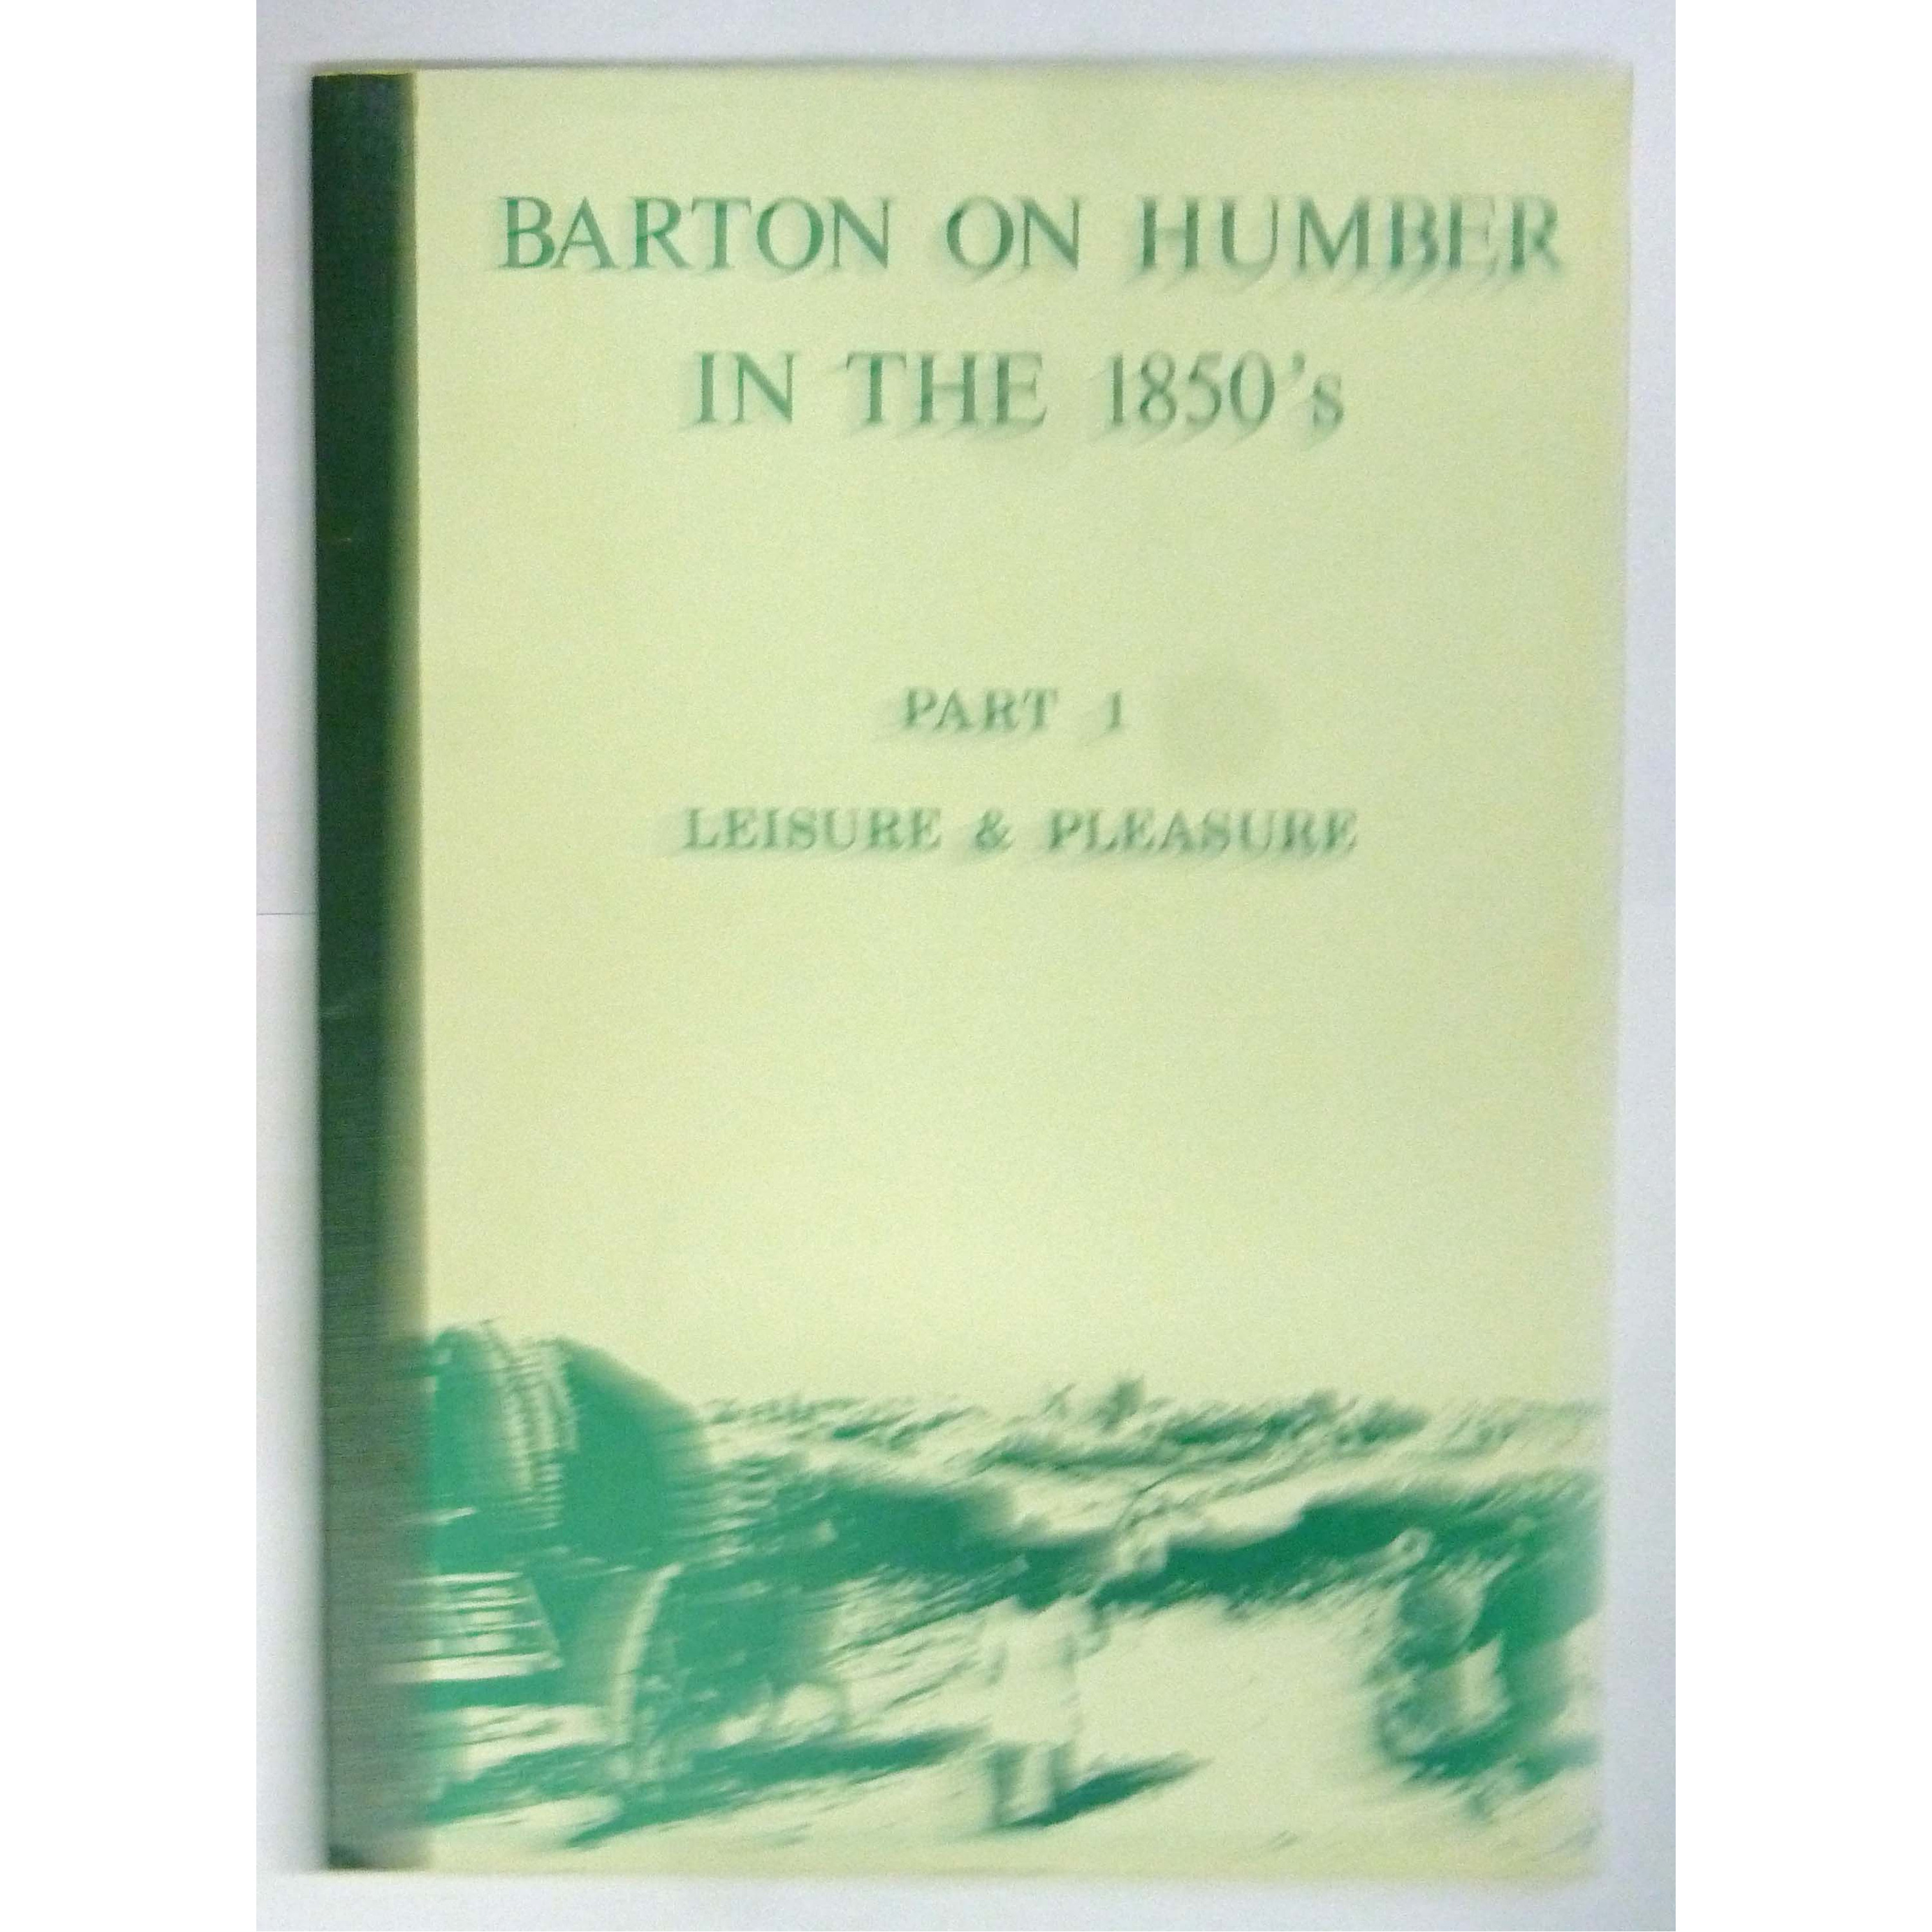 BARTON ON HUMBER
IN THE 1850's
PART 1
LEISURE & PLEASURE